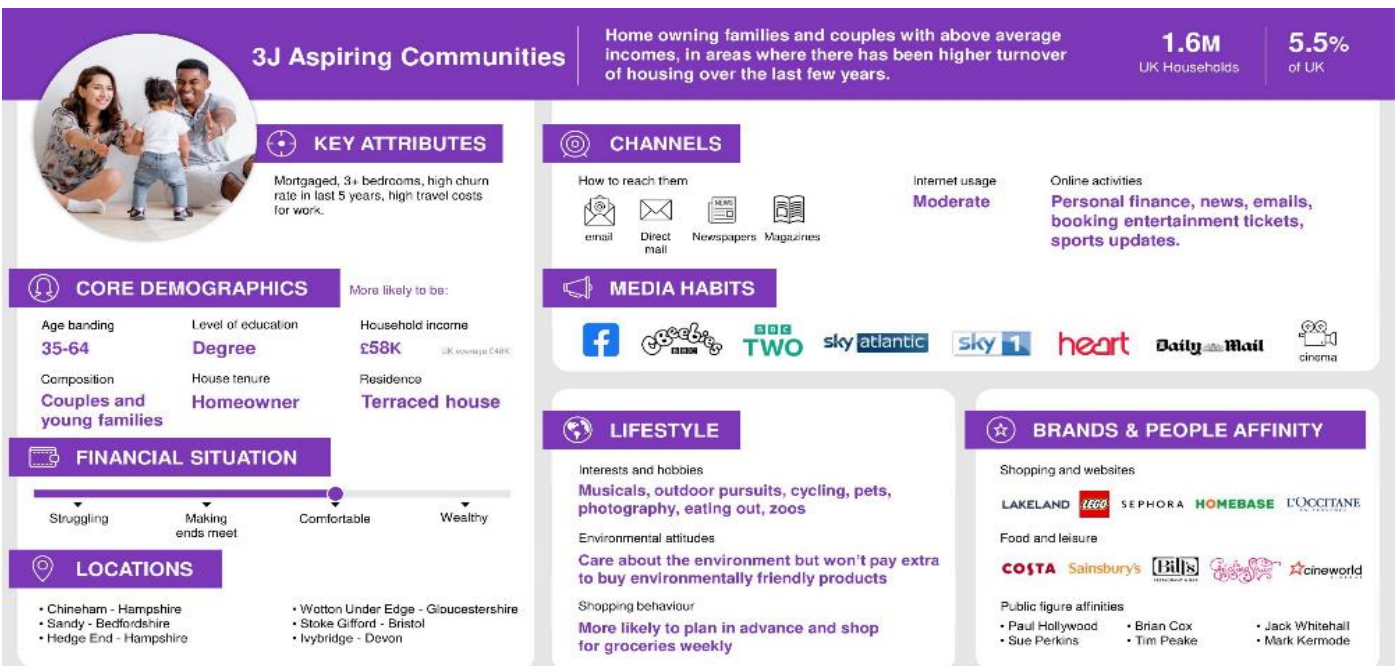 3J Aspiring Communities
Home owning families and couples with above average
incomes, in areas where there has been higher turnover
of housing over the last few years.
1.6M
UK Households
5.5%
of UK
KEY ATTRIBUTES
Mortgaged, 3+ bedrooms, high churn
rate in last 5 years, high travel costs
for work.
CORE DEMOGRAPHICS
More likely to be:
Age banding
35-64
Level of education
Degree
Household income
£58K
UK average £48K
Composition
Couples and
young families
House tenure
Homeowner
Residence
Terraced house
FINANCIAL SITUATION
Struggling
Making
ends meet
Comfortable
Wealthy
LOCATIONS
• Chineham - Hampshire
• Sandy - Bedfordshire
• Hedge End - Hampshire
• Wotton Under Edge - Gloucestershire
• Stoke Gifford - Bristol
• Ivybridge - Devon
CHANNELS
How to reach them
email
Direct
mail
NEWS
Newspapers
Magazines
Internet usage
Moderate
Online activities
Personal finance, news, emails,
booking entertainment tickets,
sports updates.
MEDIA HABITS
f
CBeebies
BBC
BBC
TWO
sky atlantic
sky 1
heart
Daily Mail
cinema
LIFESTYLE
Interests and hobbies
Musicals, outdoor pursuits, cycling, pets,
photography, eating out, zoos
Environmental attitudes
Care about the environment but won't pay extra
to buy environmentally friendly products
Shopping behaviour
More likely to plan in advance and shop
for groceries weekly
BRANDS & PEOPLE AFFINITY
Shopping and websites
LAKELAND
LEGO
SEPHORA
HOMEBASE
L'OCCITANE
Food and leisure
COSTA
Sainsbury's
Bill's
cineworld
Public figure affinities
• Paul Hollywood
• Sue Perkins
• Brian Cox
• Tim Peake
• Jack Whitehall
• Mark Kermode